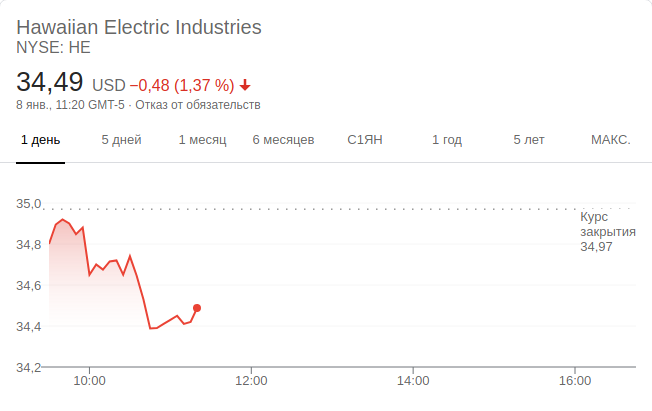 Hawaiian Electric Industries
NYSE: HE
34,49 USD −0,48 (1,37 %)
8 янв., 11:20 GMT-5 · Отказ от обязательств
1 день 5 дней 1 месяц 6 месяцев С1ЯН 1 год 5 лет МАКС.
35,0
Курс
закрытия
34,97
34,8
34,6
34,4
34,2
10:00 12:00 14:00 16:00